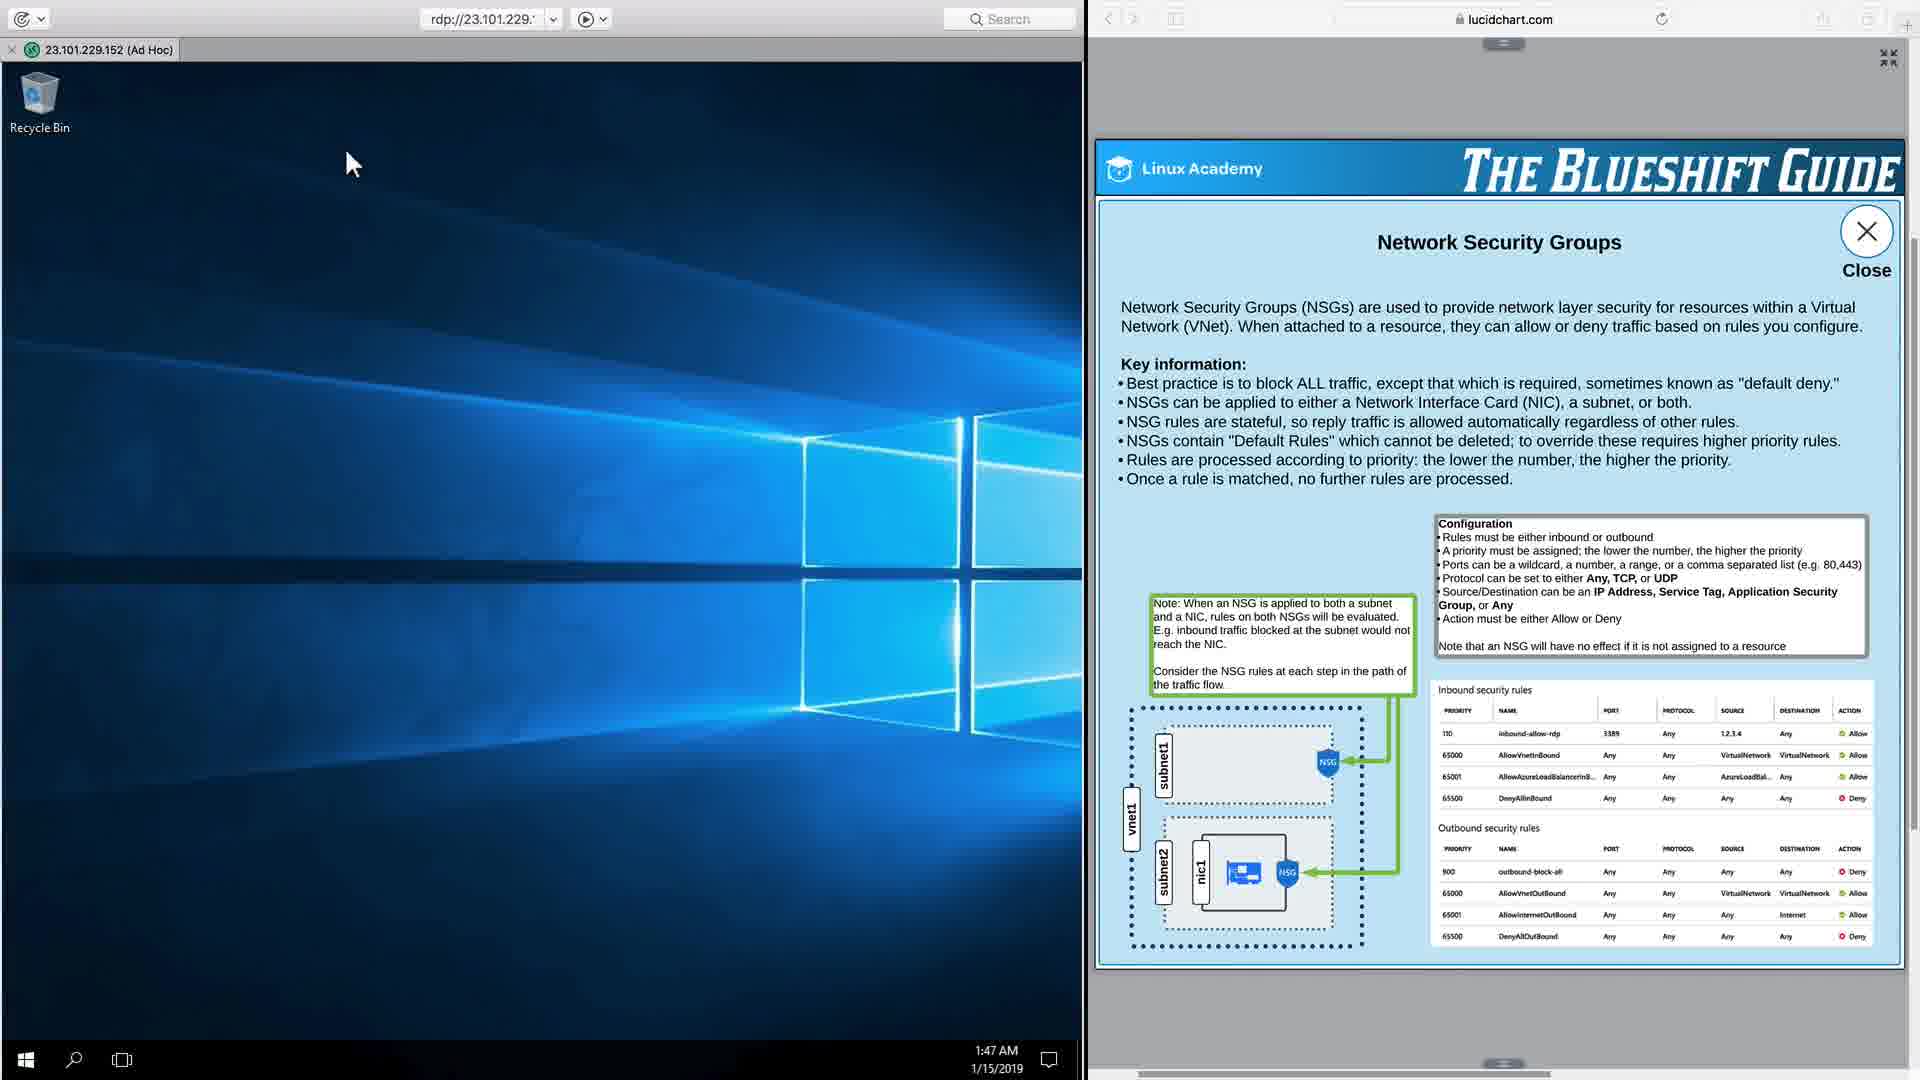 rdp://23.101.229.
Search
23.101.229.152 (Ad Hoc)
Recycle Bin
1:47 AM
1/15/2019
lucidchart.com
Linux Academy
THE BLUESHIFT GUIDE
Network Security Groups
Close
Network Security Groups (NSGs) are used to provide network layer security for resources within a Virtual
Network (VNet). When attached to a resource, they can allow or deny traffic based on rules you configure.
Key information:
• Best practice is to block ALL traffic, except that which is required, sometimes known as "default deny."
• NSGs can be applied to either a Network Interface Card (NIC), a subnet, or both.
• NSG rules are stateful, so reply traffic is allowed automatically regardless of other rules.
• NSGs contain "Default Rules" which cannot be deleted; to override these requires higher priority rules.
• Rules are processed according to priority: the lower the number, the higher the priority.
• Once a rule is matched, no further rules are processed.
Configuration
• Rules must be either inbound or outbound
• A priority must be assigned; the lower the number, the higher the priority
• Ports can be a wildcard, a number, a range, or a comma separated list (e.g. 80,443)
• Protocol can be set to either Any, TCP, or UDP
• Source/Destination can be an IP Address, Service Tag, Application Security
Group, or Any
• Action must be either Allow or Deny
Note that an NSG will have no effect if it is not assigned to a resource
Note: When an NSG is applied to both a subnet
and a NIC, rules on both NSGs will be evaluated.
E.g. inbound traffic blocked at the subnet would not
reach the NIC.
Consider the NSG rules at each step in the path of
the traffic flow.
vnet1
subnet1
NSG
subnet2
nic1
NSG
Inbound security rules
PRIORITY NAME PORT PROTOCOL SOURCE DESTINATION ACTION
110 inbound-allow-rdp 3389 Any 1.2.3.4 Any Allow
65000 AllowVnetInBound Any Any VirtualNetwork VirtualNetwork Allow
65001 AllowAzureLoadBalancerInB... Any Any AzureLoadBal... Any Allow
65500 DenyAllInBound Any Any Any Any Deny
Outbound security rules
PRIORITY NAME PORT PROTOCOL SOURCE DESTINATION ACTION
900 outbound-block-all Any Any Any Any Deny
65000 AllowVnetOutBound Any Any VirtualNetwork VirtualNetwork Allow
65001 AllowInternetOutBound Any Any Any Internet Allow
65500 DenyAllOutBound Any Any Any Any Deny